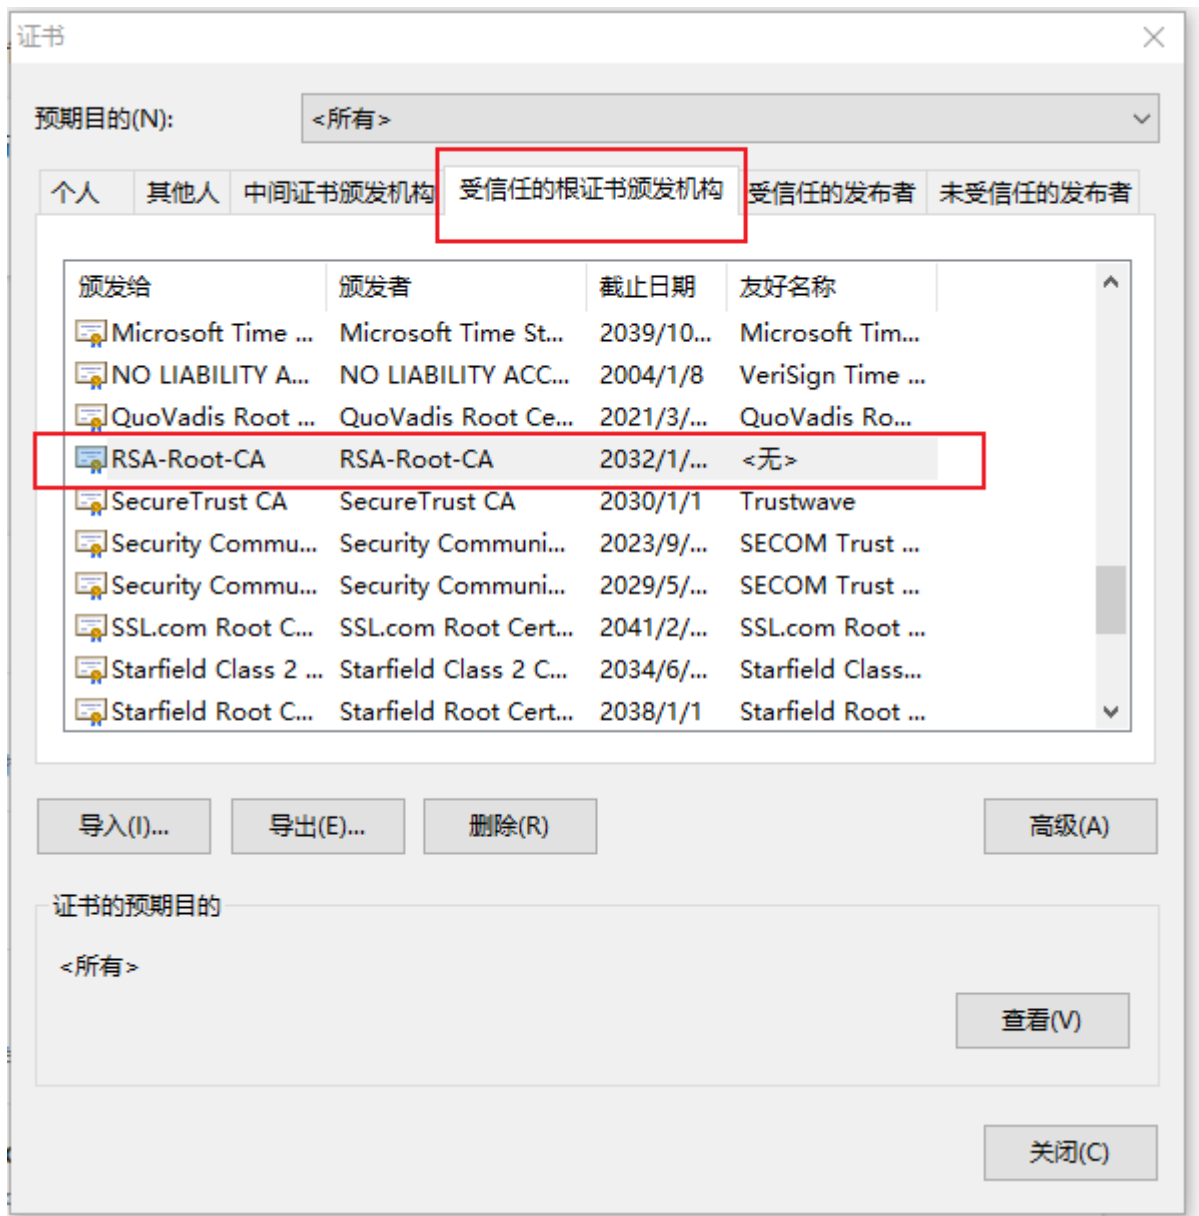 证书
预期目的(N): <所有>
个人 其他人 中间证书颁发机构 受信任的根证书颁发机构 受信任的发布者 未受信任的发布者
颁发给 颁发者 截止日期 友好名称
Microsoft Time ... Microsoft Time St... 2039/10... Microsoft Tim...
NO LIABILITY A... NO LIABILITY ACC... 2004/1/8 VeriSign Time ...
QuoVadis Root ... QuoVadis Root Ce... 2021/3/... QuoVadis Ro...
RSA-Root-CA RSA-Root-CA 2032/1/... <无>
SecureTrust CA SecureTrust CA 2030/1/1 Trustwave
Security Commu... Security Communi... 2023/9/... SECOM Trust ...
Security Commu... Security Communi... 2029/5/... SECOM Trust ...
SSL.com Root C... SSL.com Root Cert... 2041/2/... SSL.com Root ...
Starfield Class 2 ... Starfield Class 2 C... 2034/6/... Starfield Class...
Starfield Root C... Starfield Root Cert... 2038/1/1 Starfield Root ...
导入(I)... 导出(E)... 删除(R) 高级(A)
证书的预期目的
<所有>
查看(V)
关闭(C)